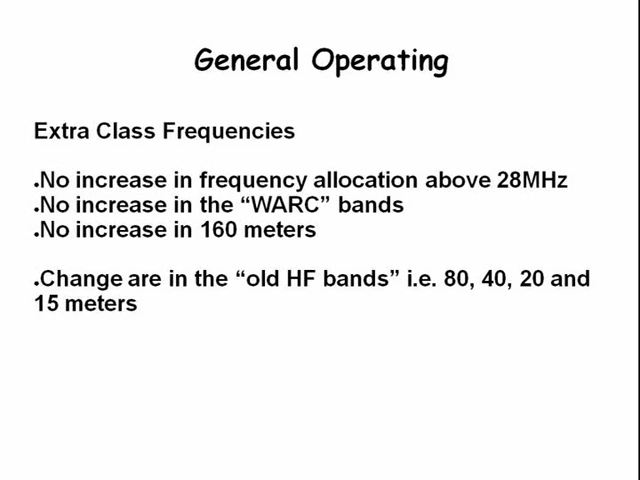 General Operating
Extra Class Frequencies
●No increase in frequency allocation above 28MHz
●No increase in the “WARC” bands
●No increase in 160 meters
●Change are in the “old HF bands” i.e. 80, 40, 20 and
15 meters